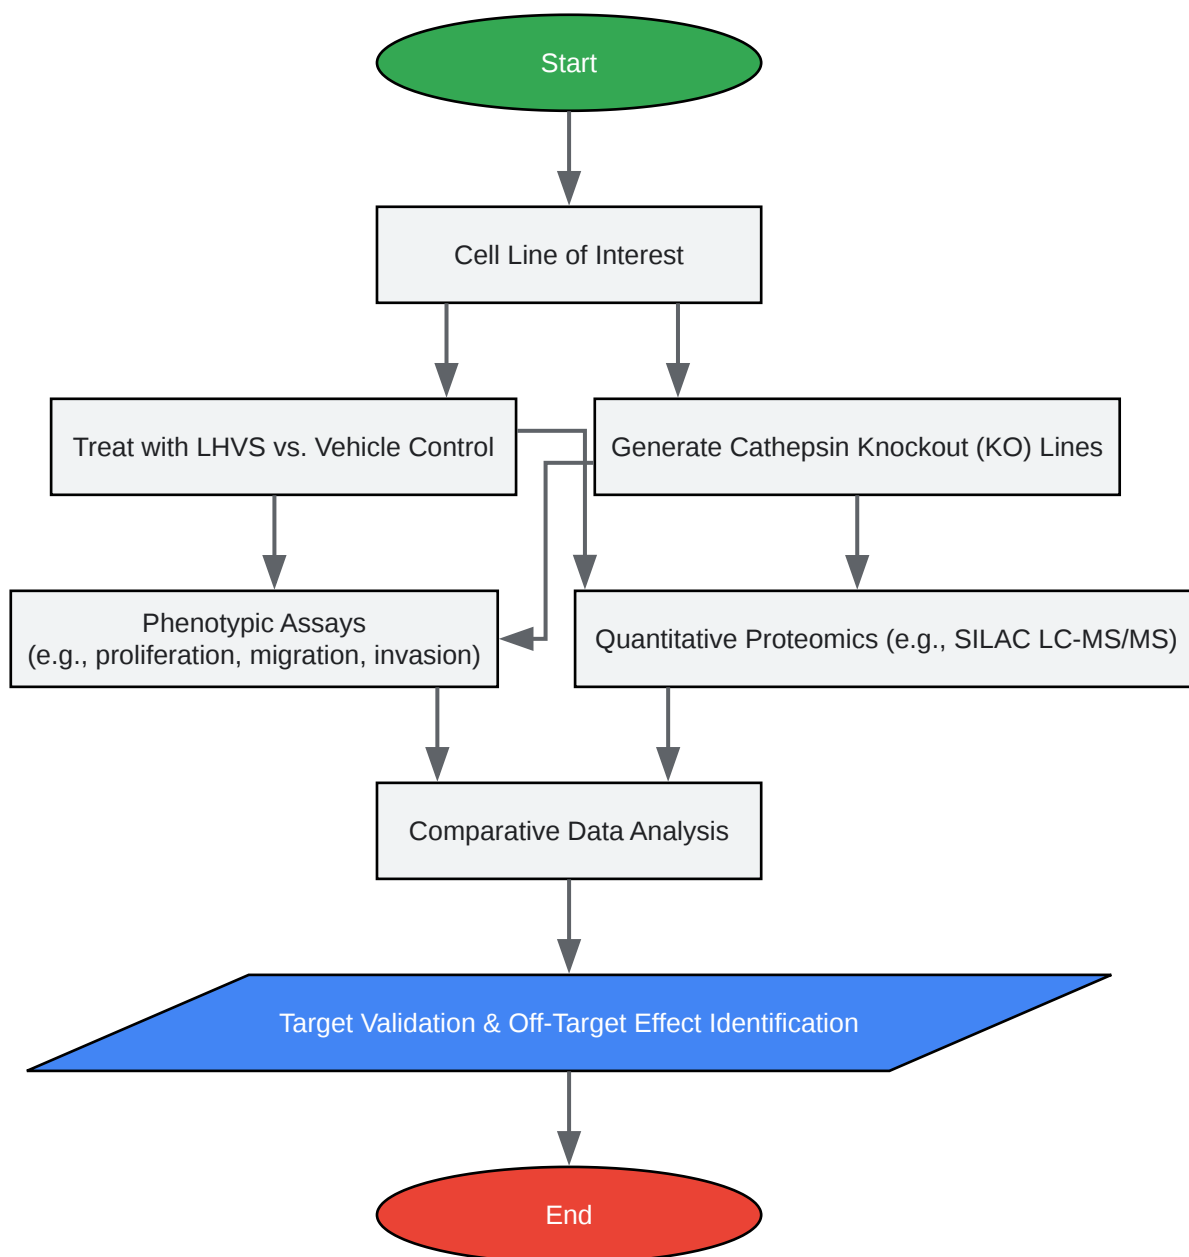 Start
Cell Line of Interest
Treat with LHVS vs. Vehicle Control
Generate Cathepsin Knockout (KO) Lines
Phenotypic Assays
(e.g., proliferation, migration, invasion)
Quantitative Proteomics (e.g., SILAC LC-MS/MS)
Comparative Data Analysis
Target Validation & Off-Target Effect Identification
End